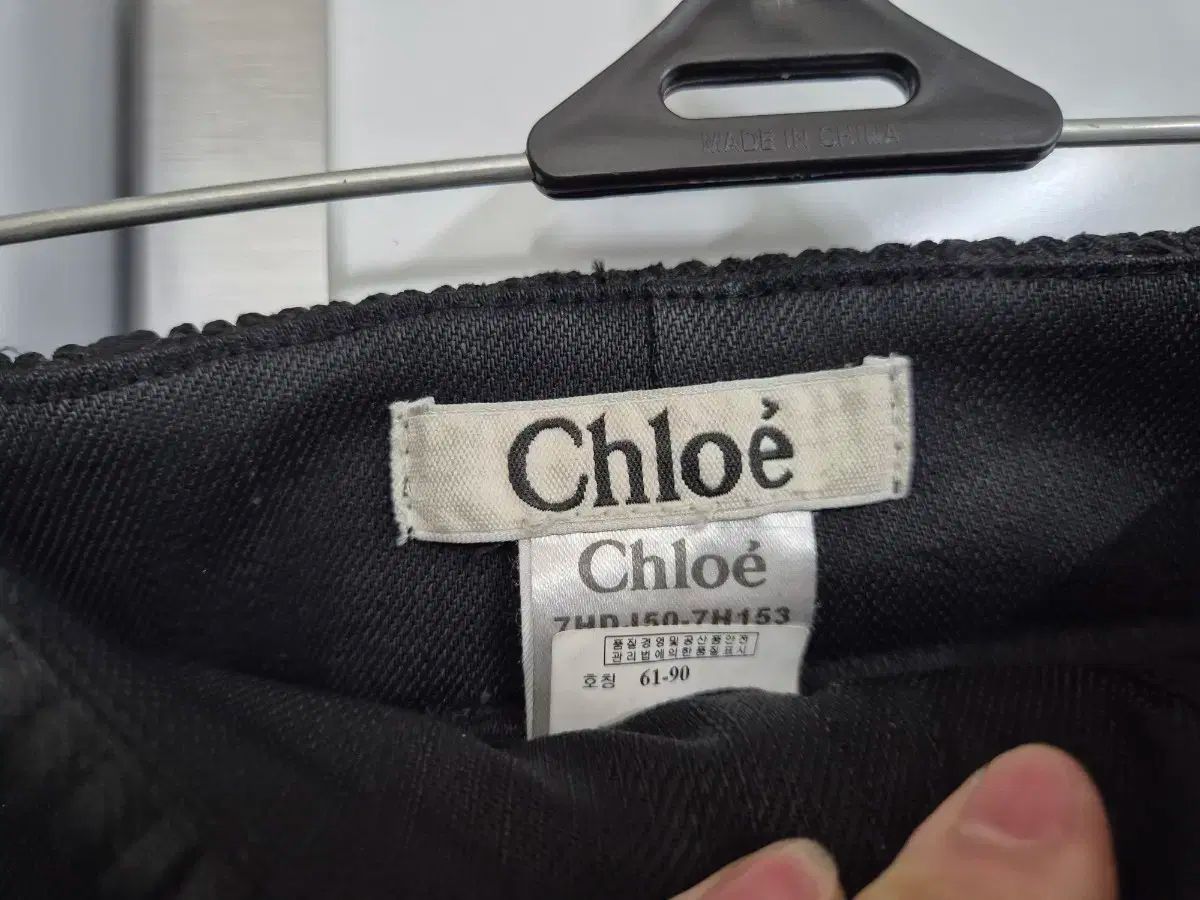 MADE IN CHINA
Chloé
Chloé
7HDJ50-7H153
품질경영및공산품안전
관리법에의한품질표시
호칭 61-90